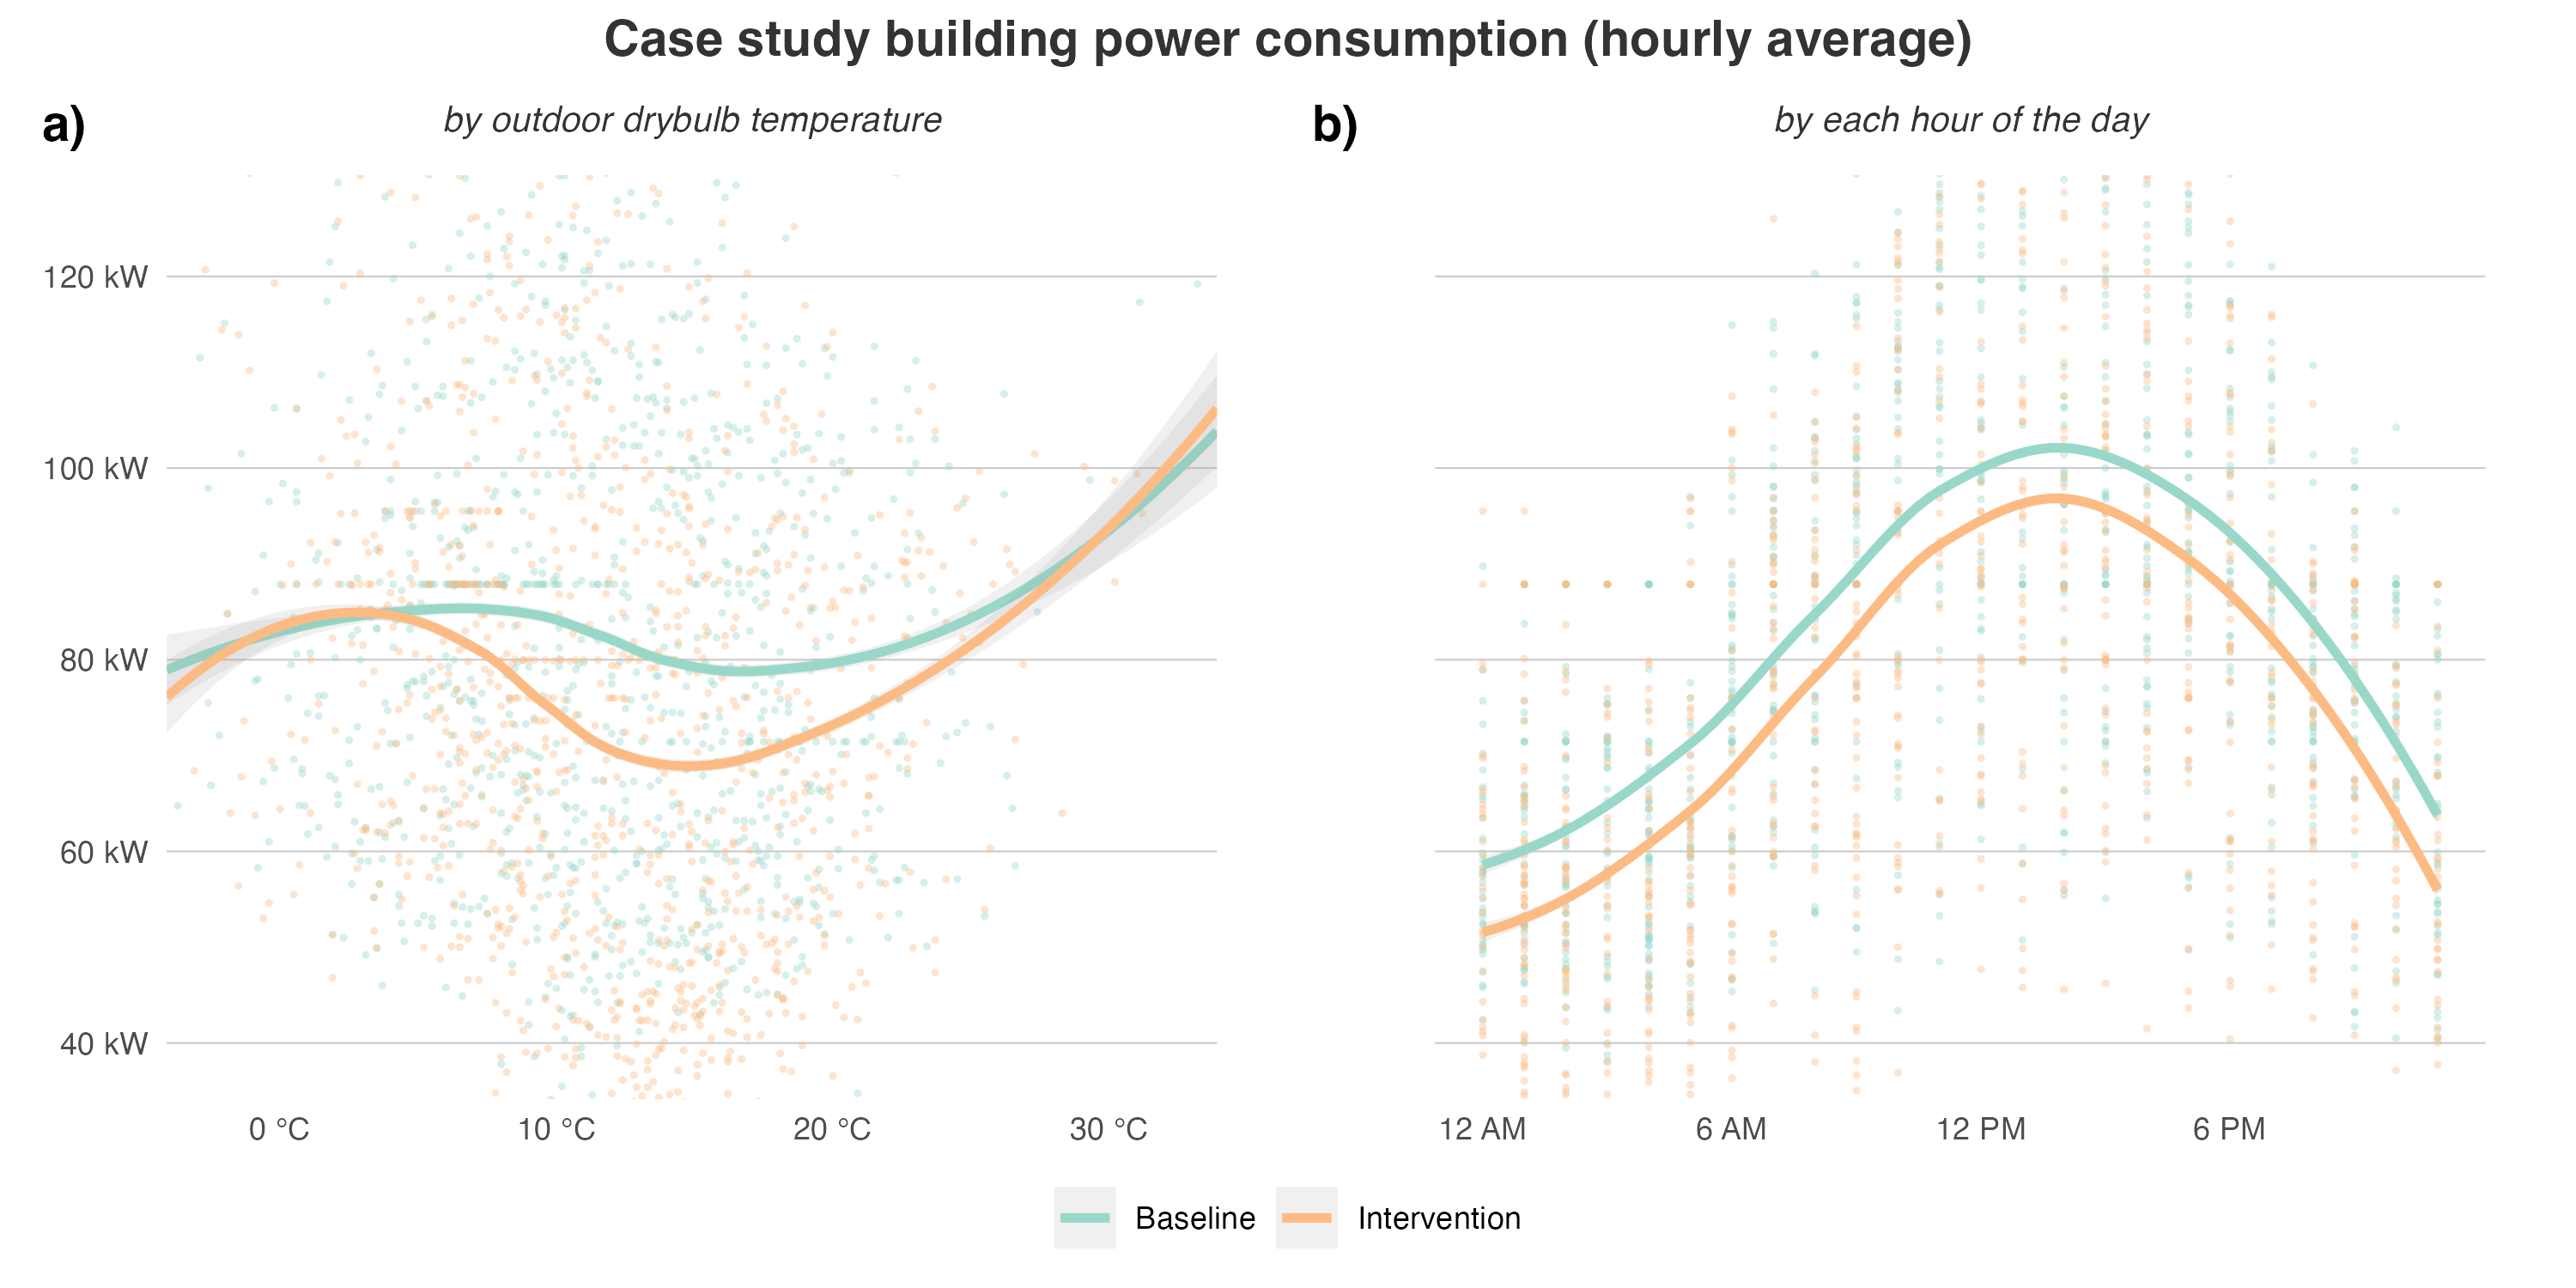 Case study building power consumption (hourly average)
a)
by outdoor drybulb temperature
b)
by each hour of the day
120 kW
100 kW
80 kW
60 kW
40 kW
0 °C 10 °C 20 °C 30 °C
12 AM 6 AM 12 PM 6 PM
Baseline Intervention